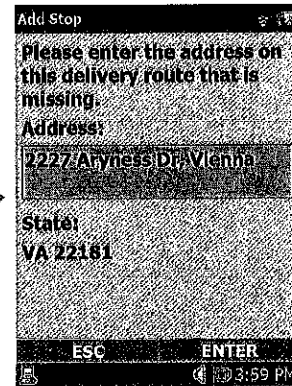 Add Stop
Please enter the address on
this delivery route that is
missing.
Address:
2227 Aryness Dr. Vienna
State:
VA 22181
ESC ENTER
3:59 PM